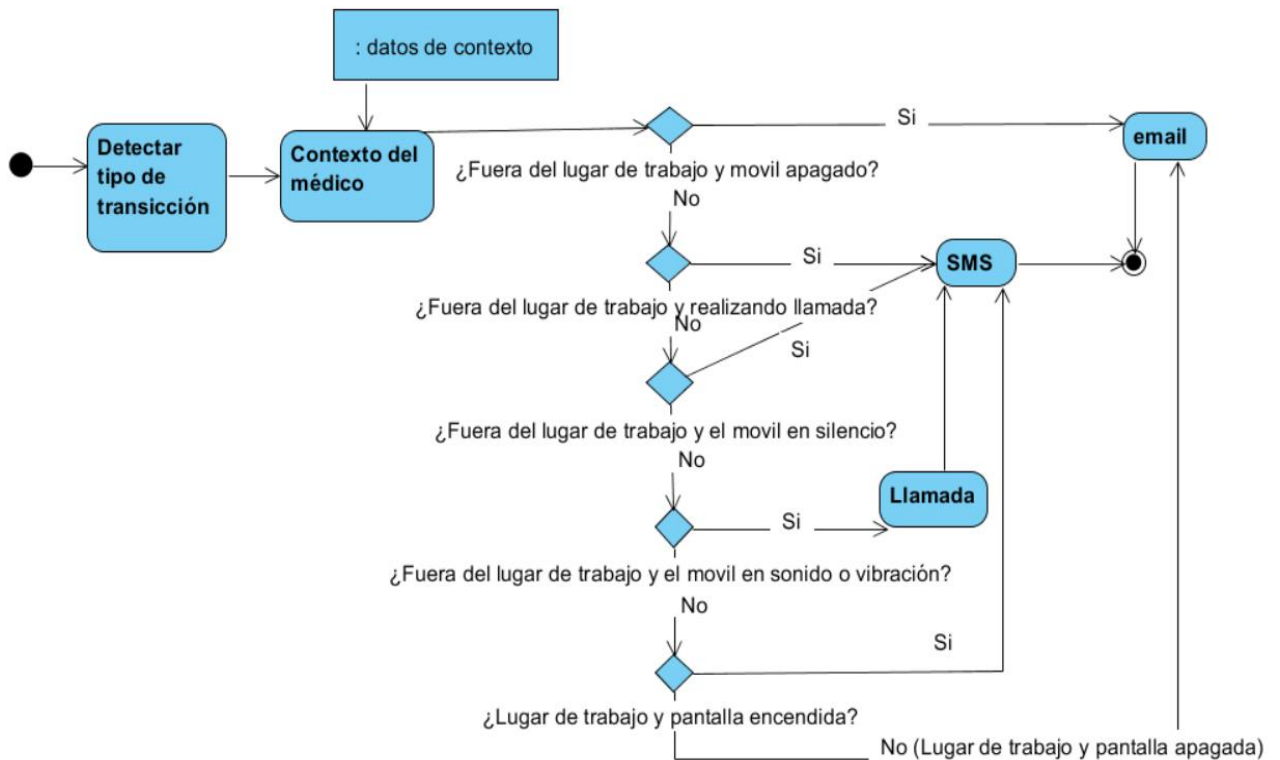 : datos de contexto
Detectar
tipo de
transicción
Contexto del
médico
Si
email
¿Fuera del lugar de trabajo y movil apagado?
No
Si
SMS
¿Fuera del lugar de trabajo y realizando llamada?
No
Si
¿Fuera del lugar de trabajo y el movil en silencio?
No
Llamada
Si
¿Fuera del lugar de trabajo y el movil en sonido o vibración?
No
Si
¿Lugar de trabajo y pantalla encendida?
No (Lugar de trabajo y pantalla apagada)